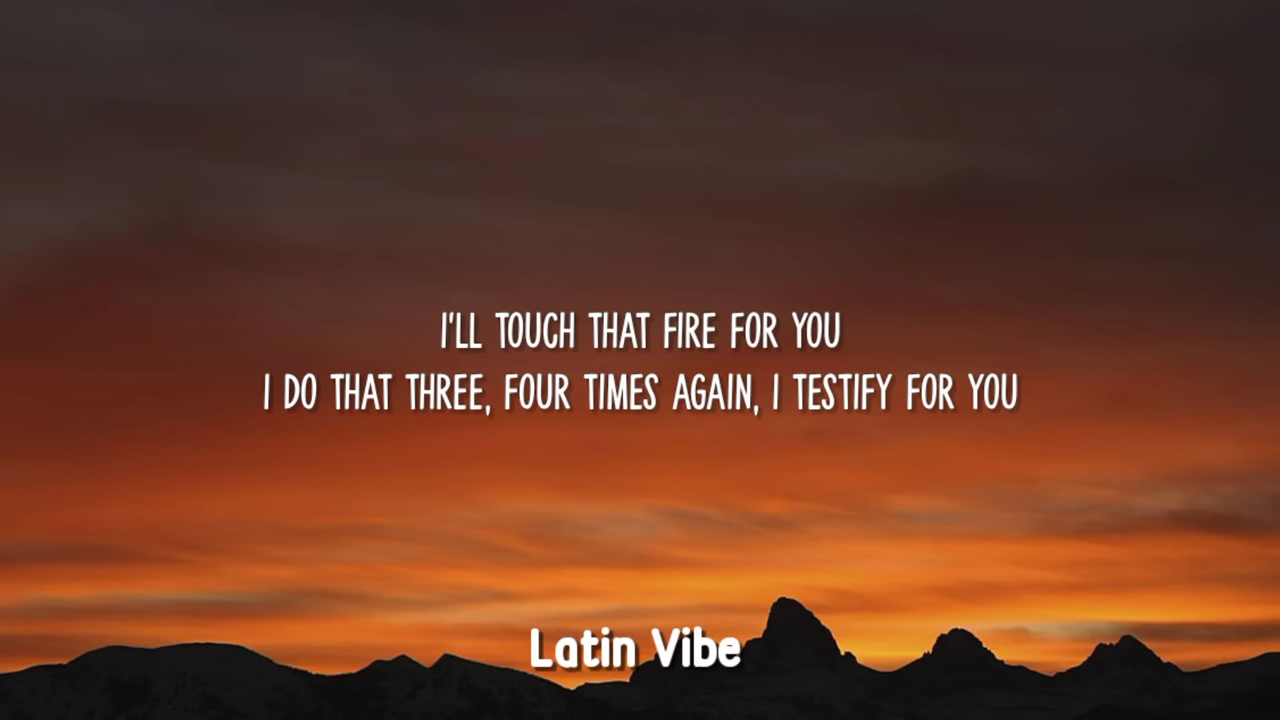 I'LL TOUCH THAT FIRE FOR YOU
I DO THAT THREE, FOUR TIMES AGAIN, I TESTIFY FOR YOU
Latin Vibe